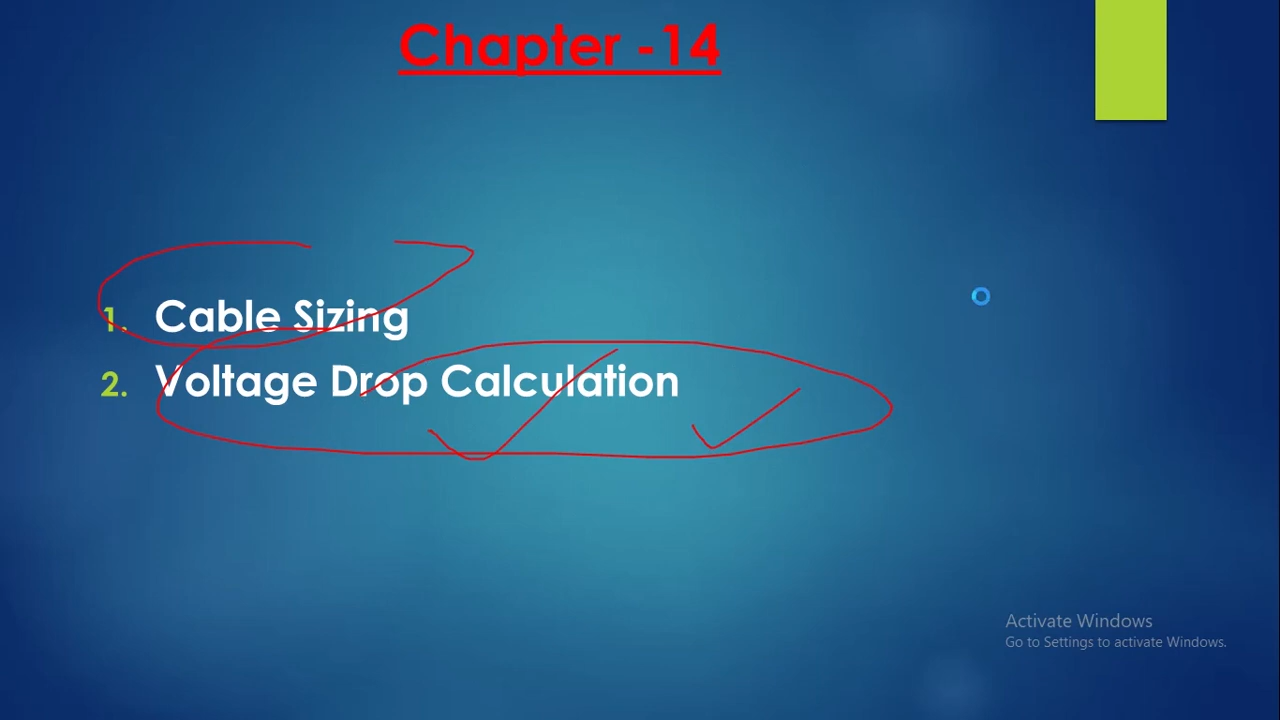 Chapter -14
1. Cable Sizing
2. Voltage Drop Calculation
Activate Windows
Go to Settings to activate Windows.